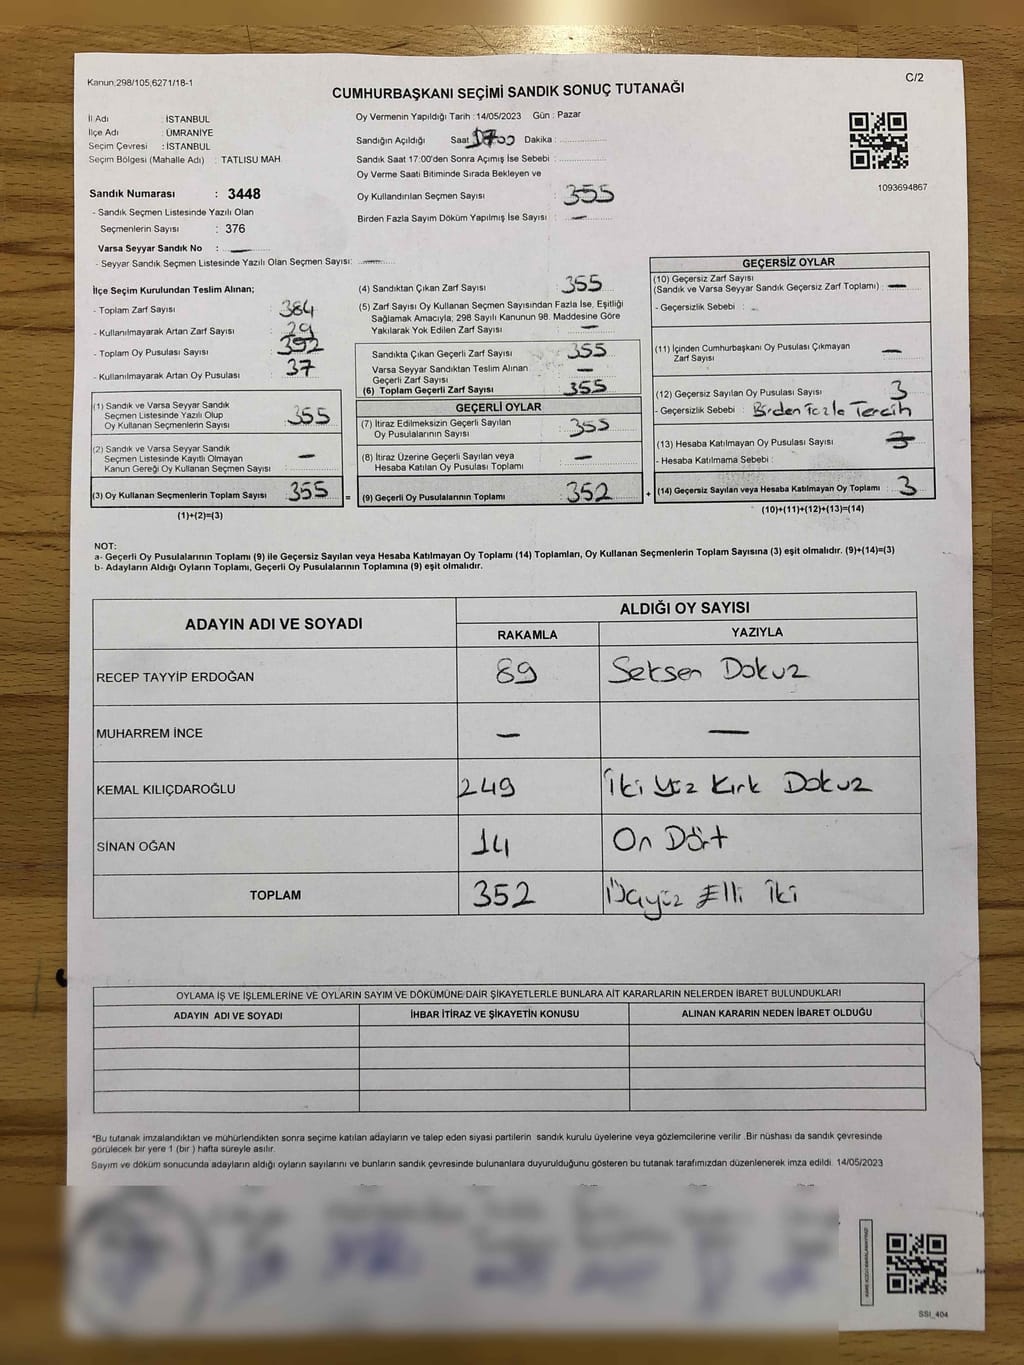 Kanun;298/105,6271/18-1
C/2
CUMHURBAŞKANI SEÇİMİ SANDIK SONUÇ TUTANAĞI
İl Adı : İSTANBUL
İlçe Adı : ÜMRANİYE
Seçim Çevresi : İSTANBUL
Seçim Bölgesi (Mahalle Adı) : TATLISU MAH.
Sandık Numarası : 3448
- Sandık Seçmen Listesinde Yazılı Olan
Seçmenlerin Sayısı : 376
Varsa Seyyar Sandık No : —
- Seyyar Sandık Seçmen Listesinde Yazılı Olan Seçmen Sayısı: —
Oy Vermenin Yapıldığı Tarih : 14/05/2023 Gün : Pazar
Sandığın Açıldığı Saat 1700 Dakika :
Sandık Saat 17:00'den Sonra Açımış İse Sebebi :
Oy Verme Saati Bitiminde Sırada Bekleyen ve
Oy Kullandırılan Seçmen Sayısı : 355
Birden Fazla Sayım Döküm Yapılmış İse Sayısı : —
1093694867
İlçe Seçim Kurulundan Teslim Alınan;
- Toplam Zarf Sayısı : 384
- Kullanılmayarak Artan Zarf Sayısı : 29
- Toplam Oy Pusulası Sayısı : 392
- Kullanılmayarak Artan Oy Pusulası : 37
(1) Sandık ve Varsa Seyyar Sandık
Seçmen Listesinde Yazılı Olup
Oy Kullanan Seçmenlerin Sayısı : 355
(2) Sandık ve Varsa Seyyar Sandık
Seçmen Listesinde Kayıtlı Olmayan
Kanun Gereği Oy Kullanan Seçmen Sayısı : —
(3) Oy Kullanan Seçmenlerin Toplam Sayısı : 355 =
(1)+(2)=(3)
(4) Sandıktan Çıkan Zarf Sayısı : 355
(5) Zarf Sayısı Oy Kullanan Seçmen Sayısından Fazla İse, Eşitliği
Sağlamak Amacıyla; 298 Sayılı Kanunun 98. Maddesine Göre
Yakılarak Yok Edilen Zarf Sayısı : —
Sandıkta Çıkan Geçerli Zarf Sayısı : 355
Varsa Seyyar Sandıktan Teslim Alınan
Geçerli Zarf Sayısı : —
(6) Toplam Geçerli Zarf Sayısı : 355
GEÇERLİ OYLAR
(7) İtiraz Edilmeksizin Geçerli Sayılan
Oy Pusulalarının Sayısı : 355
(8) İtiraz Üzerine Geçerli Sayılan veya
Hesaba Katılan Oy Pusulası Toplamı : —
(9) Geçerli Oy Pusulalarının Toplamı : 352 +
GEÇERSİZ OYLAR
(10) Geçersiz Zarf Sayısı
(Sandık ve Varsa Seyyar Sandık Geçersiz Zarf Toplamı) : —
- Geçersizlik Sebebi :
(11) İçinden Cumhurbaşkanı Oy Pusulası Çıkmayan
Zarf Sayısı : —
(12) Geçersiz Sayılan Oy Pusulası Sayısı : 3
- Geçersizlik Sebebi : Birden Fazla Tercih
(13) Hesaba Katılmayan Oy Pusulası Sayısı :
- Hesaba Katılmama Sebebi :
(14) Geçersiz Sayılan veya Hesaba Katılmayan Oy Toplamı : 3
(10)+(11)+(12)+(13)=(14)
NOT:
a- Geçerli Oy Pusulalarının Toplamı (9) ile Geçersiz Sayılan veya Hesaba Katılmayan Oy Toplamı (14) Toplamları, Oy Kullanan Seçmenlerin Toplam Sayısına (3) eşit olmalıdır. (9)+(14)=(3)
b- Adayların Aldığı Oyların Toplamı, Geçerli Oy Pusulalarının Toplamına (9) eşit olmalıdır.
ADAYIN ADI VE SOYADI
ALDIĞI OY SAYISI
RAKAMLA YAZIYLA
RECEP TAYYİP ERDOĞAN 89 Seksen Dokuz
MUHARREM İNCE — —
KEMAL KILIÇDAROĞLU 249 İki yüz Kırk Dokuz
SİNAN OĞAN 14 On Dört
TOPLAM 352 Üçyüz Elli İki
OYLAMA İŞ VE İŞLEMLERİNE VE OYLARIN SAYIM VE DÖKÜMÜNE DAİR ŞİKAYETLERLE BUNLARA AİT KARARLARIN NELERDEN İBARET BULUNDUKLARI
ADAYIN ADI VE SOYADI İHBAR İTİRAZ VE ŞİKAYETİN KONUSU ALINAN KARARIN NEDEN İBARET OLDUĞU
*Bu tutanak imzalandıktan ve mühürlendikten sonra seçime katılan adayların ve talep eden siyasi partilerin sandık kurulu üyelerine veya gözlemcilerine verilir .Bir nüshası da sandık çevresinde
görülecek bir yere 1 (bir ) hafta süreyle asılır.
Sayım ve döküm sonucunda adayların aldığı oyların sayılarını ve bunların sandık çevresinde bulunanlara duyurulduğunu gösteren bu tutanak tarafımızdan düzenlenerek imza edildi. 14/05/2023
SSI_404